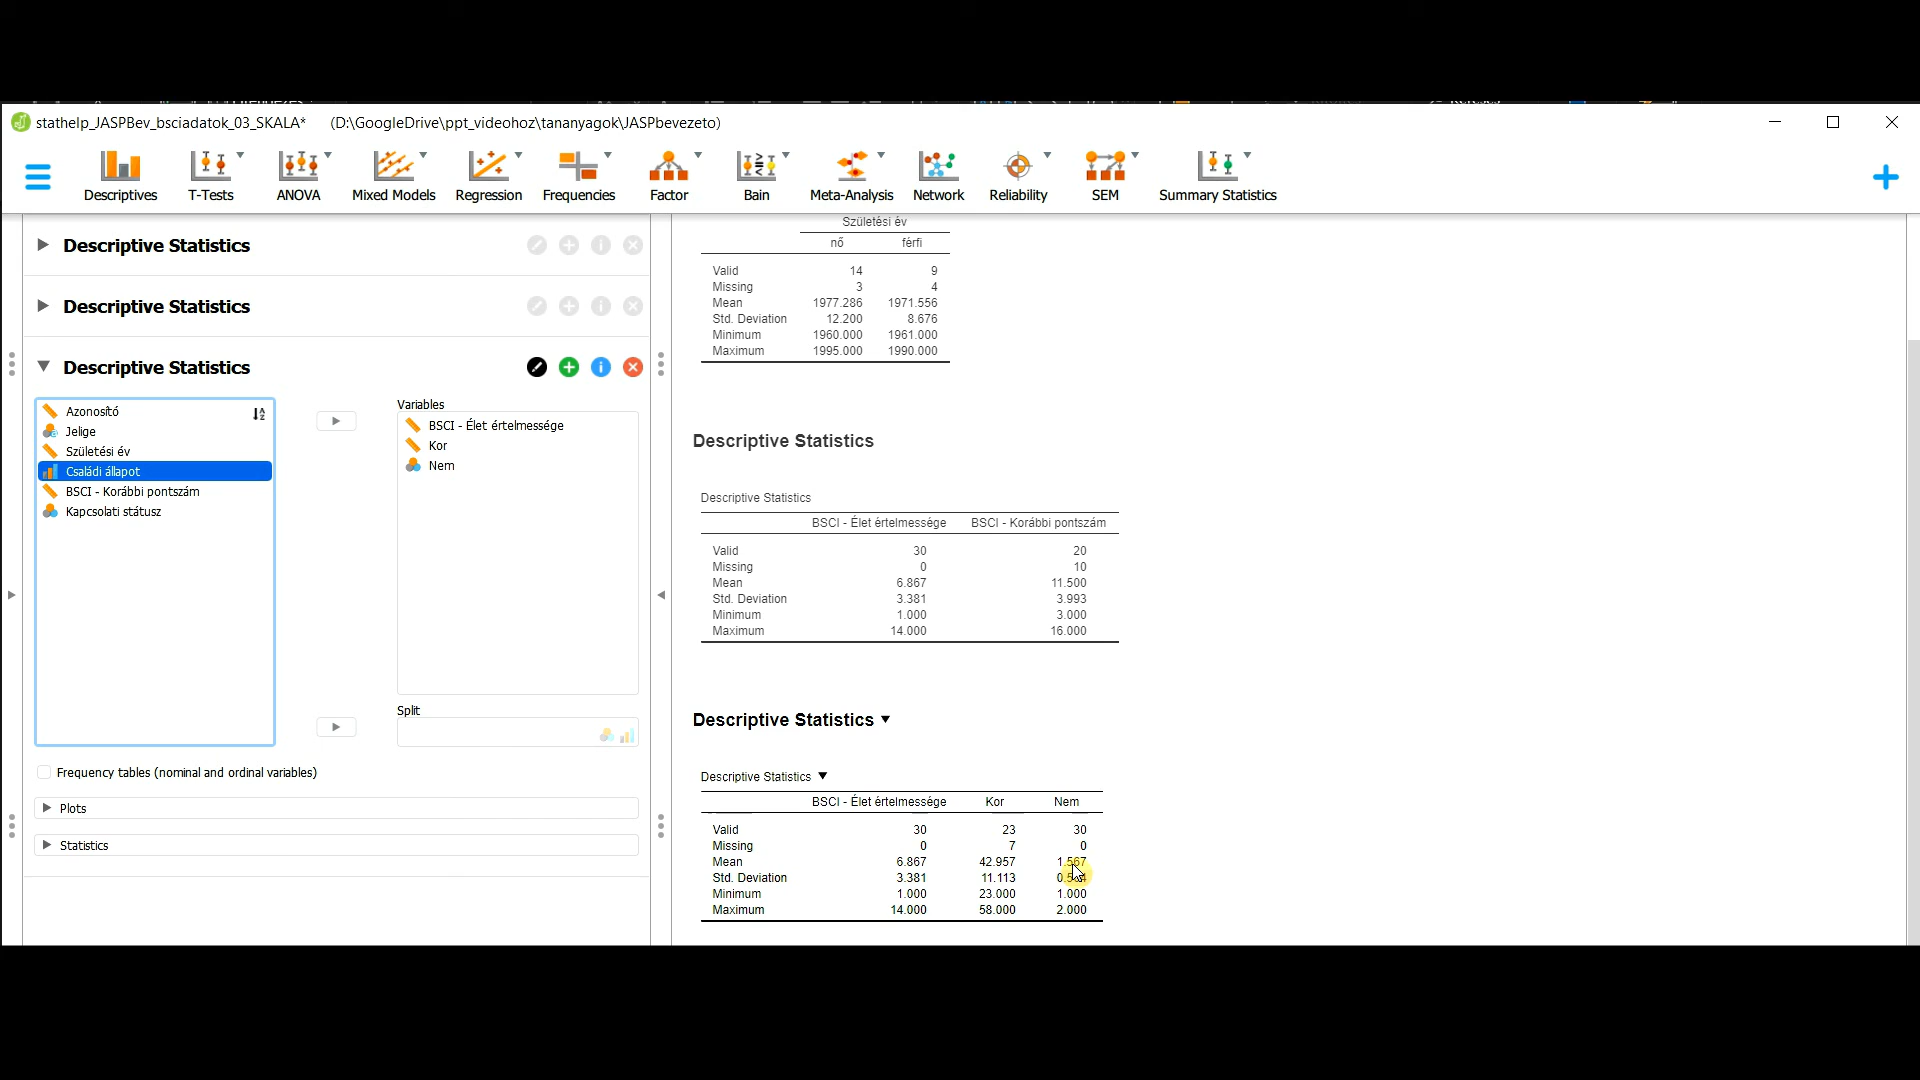 stathelp_JASPBev_bsciadatok_03_SKALA* (D:\GoogleDrive\ppt_videohoz\tananyagok\JASPbevezeto)
Descriptives T-Tests ANOVA Mixed Models Regression Frequencies Factor Bain Meta-Analysis Network Reliability SEM Summary Statistics
Descriptive Statistics
Descriptive Statistics
Descriptive Statistics
Azonosító
Jelige
Születési év
Családi állapot
BSCI - Korábbi pontszám
Kapcsolati státusz
Variables
BSCI - Élet értelmessége
Kor
Nem
Split
Frequency tables (nominal and ordinal variables)
Plots
Statistics
Születési év
nő férfi
Valid 14 9
Missing 3 4
Mean 1977.286 1971.556
Std. Deviation 12.200 8.676
Minimum 1960.000 1961.000
Maximum 1995.000 1990.000
Descriptive Statistics
Descriptive Statistics
BSCI - Élet értelmessége BSCI - Korábbi pontszám
Valid 30 20
Missing 0 10
Mean 6.867 11.500
Std. Deviation 3.381 3.993
Minimum 1.000 3.000
Maximum 14.000 16.000
Descriptive Statistics
Descriptive Statistics
BSCI - Élet értelmessége Kor Nem
Valid 30 23 30
Missing 0 7 0
Mean 6.867 42.957 1.567
Std. Deviation 3.381 11.113
Minimum 1.000 23.000 1.000
Maximum 14.000 58.000 2.000